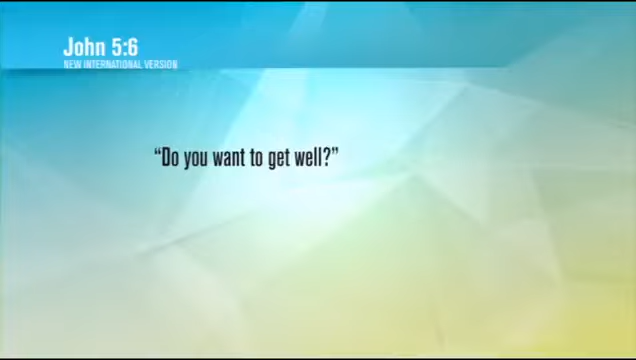 John 5:6
NEW INTERNATIONAL VERSION
“Do you want to get well?”